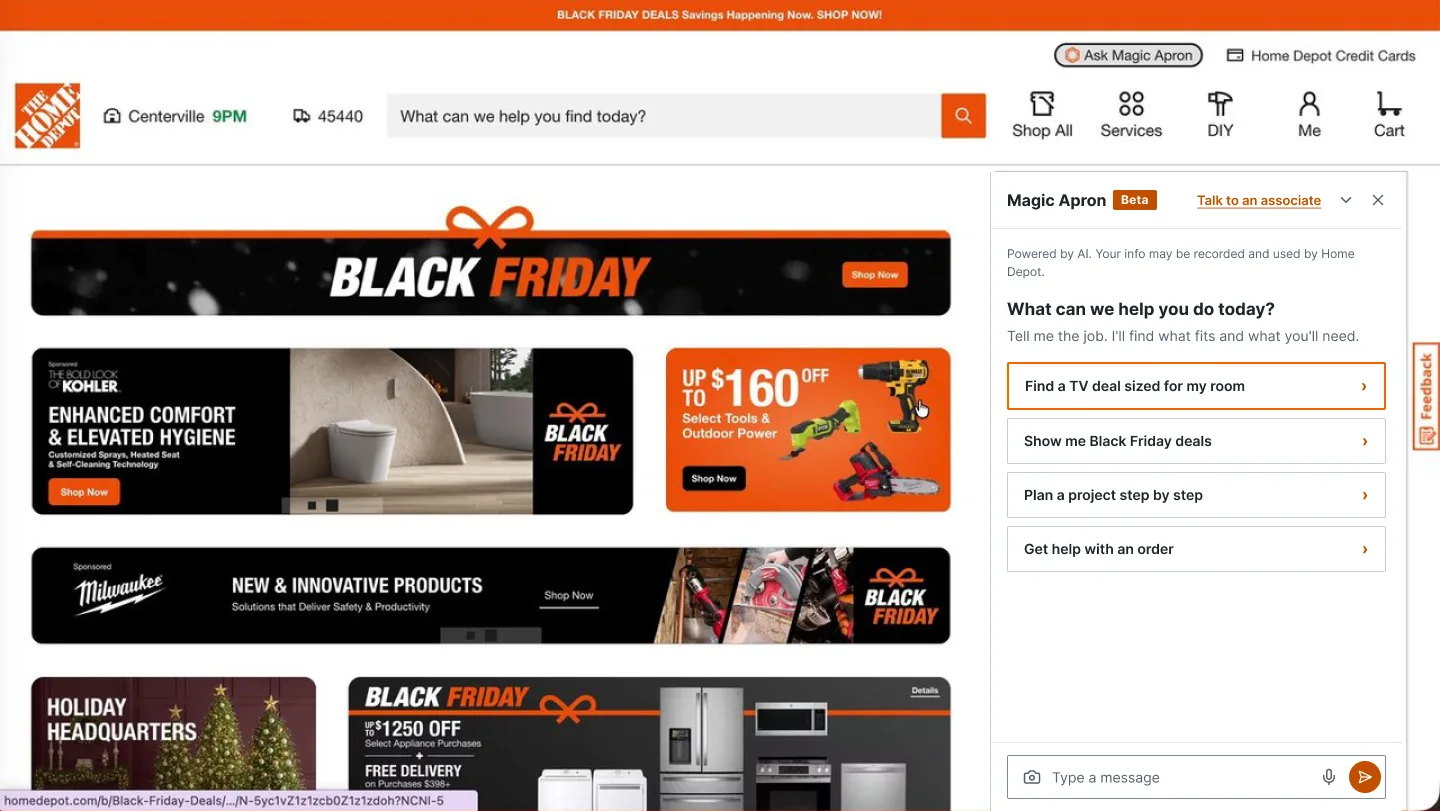 BLACK FRIDAY DEALS Savings Happening Now. SHOP NOW!
Ask Magic Apron
Home Depot Credit Cards
THE HOME DEPOT
Centerville 9PM
45440
What can we help you find today?
Shop All
Services
DIY
Me
Cart
BLACK FRIDAY
Shop Now
Sponsored
THE BOLD LOOK
OF KOHLER
ENHANCED COMFORT
& ELEVATED HYGIENE
Customized Sprays, Heated Seat
& Self-Cleaning Technology
Shop Now
BLACK
FRIDAY
UP TO $160 OFF
Select Tools &
Outdoor Power
Shop Now
Sponsored
Milwaukee
NEW & INNOVATIVE PRODUCTS
Solutions that Deliver Safety & Productivity
Shop Now
BLACK
FRIDAY
HOLIDAY
HEADQUARTERS
BLACK FRIDAY
Details
UP TO $1250 OFF
Select Appliance Purchases
+
FREE DELIVERY
on Purchases $398+
homedepot.com/b/Black-Friday-Deals/.../N-5yc1vZ1z1zcb0Z1z1zdoh?NCNI-5
Magic Apron Beta
Talk to an associate
Powered by AI. Your info may be recorded and used by Home
Depot.
What can we help you do today?
Tell me the job. I'll find what fits and what you'll need.
Find a TV deal sized for my room
Show me Black Friday deals
Plan a project step by step
Get help with an order
Type a message
Feedback